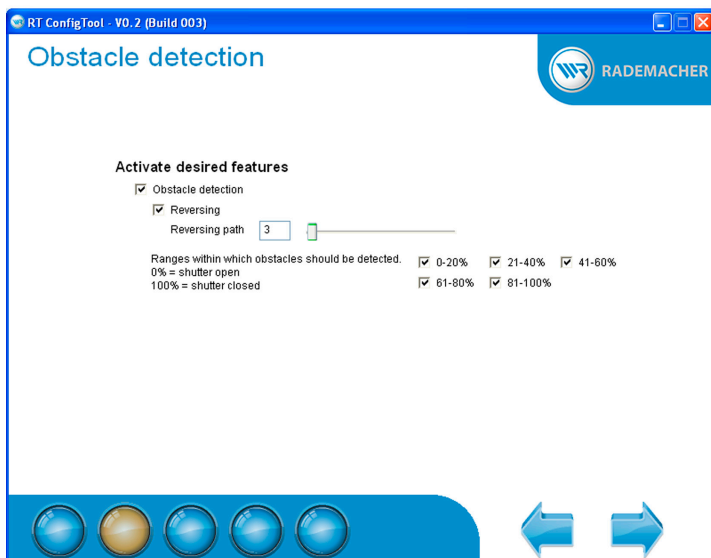 RT ConfigTool - V0.2 (Build 003)
Obstacle detection
RADEMACHER
Activate desired features
Obstacle detection
Reversing
Reversing path 3
Ranges within which obstacles should be detected.
0% = shutter open
100% = shutter closed
0-20% 21-40% 41-60%
61-80% 81-100%